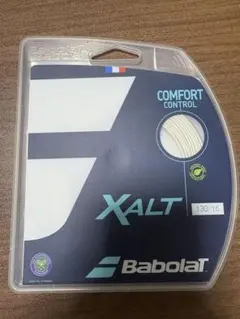 COMFORT
CONTROL
XALT
130/16
Babolat